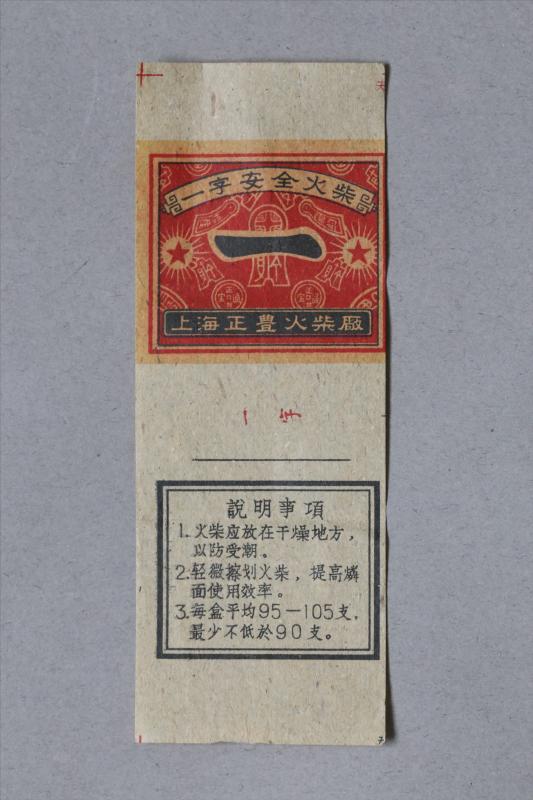 一字安全火柴
一
上海正豊火柴厰
一字
說明事項
1.火柴应放在干燥地方，
以防受潮。
2.轻微擦划火柴，提高燐
面使用效率。
3.每盒平均95—105支，
最少不低於90支。